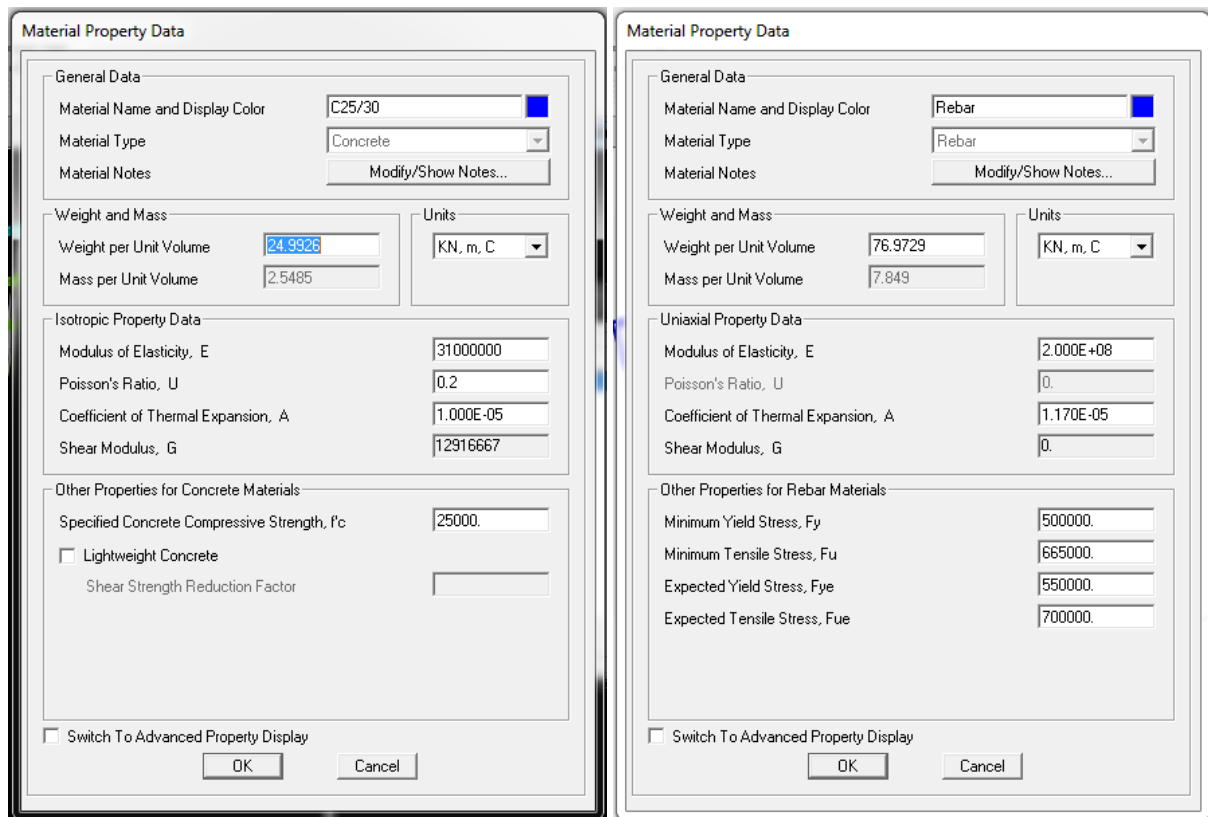 Material Property Data
General Data
Material Name and Display Color C25/30
Material Type Concrete
Material Notes Modify/Show Notes...
Weight and Mass
Weight per Unit Volume 24.9926
Mass per Unit Volume 2.5485
Units
KN, m, C
Isotropic Property Data
Modulus of Elasticity, E 31000000
Poisson's Ratio, U 0.2
Coefficient of Thermal Expansion, A 1.000E-05
Shear Modulus, G 12916667
Other Properties for Concrete Materials
Specified Concrete Compressive Strength, f'c 25000.
Lightweight Concrete
Shear Strength Reduction Factor
Switch To Advanced Property Display
OK Cancel
Material Property Data
General Data
Material Name and Display Color Rebar
Material Type Rebar
Material Notes Modify/Show Notes...
Weight and Mass
Weight per Unit Volume 76.9729
Mass per Unit Volume 7.849
Units
KN, m, C
Uniaxial Property Data
Modulus of Elasticity, E 2.000E+08
Poisson's Ratio, U 0.
Coefficient of Thermal Expansion, A 1.170E-05
Shear Modulus, G 0.
Other Properties for Rebar Materials
Minimum Yield Stress, Fy 500000.
Minimum Tensile Stress, Fu 665000.
Expected Yield Stress, Fye 550000.
Expected Tensile Stress, Fue 700000.
Switch To Advanced Property Display
OK Cancel